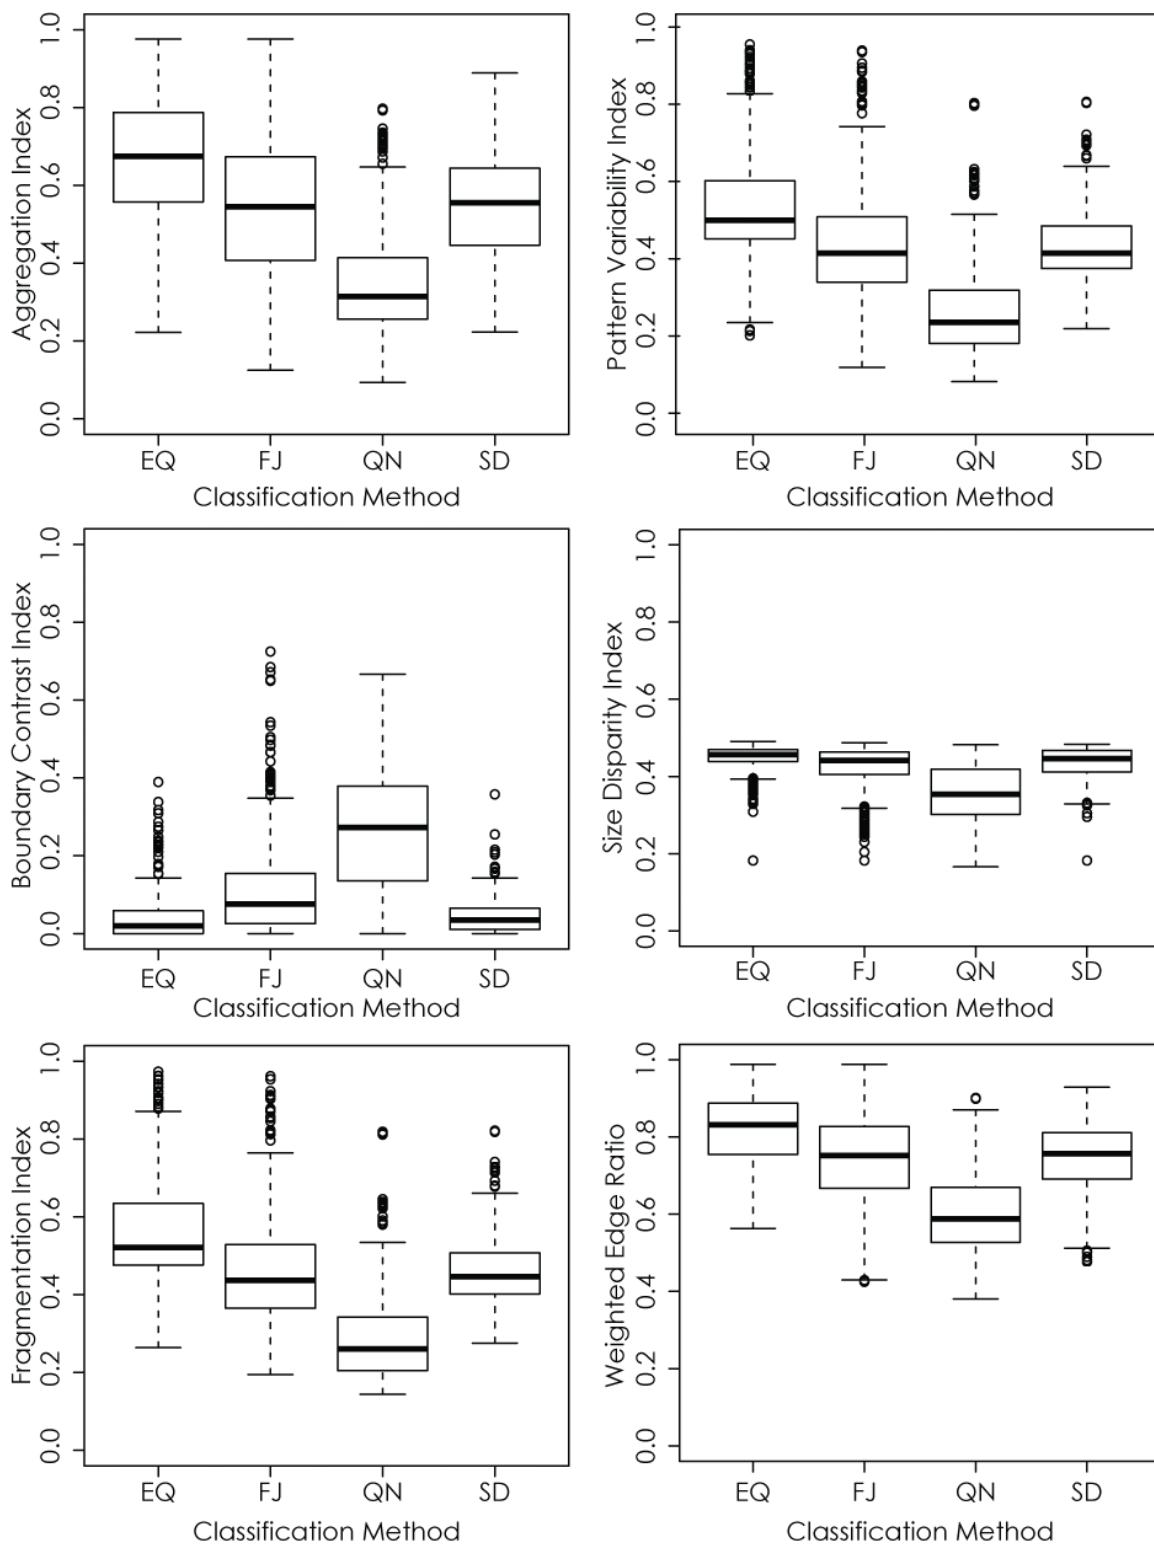 Aggregation Index
0.0 0.2 0.4 0.6 0.8 1.0
EQ FJ QN SD
Classification Method
Pattern Variability Index
0.0 0.2 0.4 0.6 0.8 1.0
EQ FJ QN SD
Classification Method
Boundary Contrast Index
0.0 0.2 0.4 0.6 0.8 1.0
EQ FJ QN SD
Classification Method
Size Disparity Index
0.0 0.2 0.4 0.6 0.8 1.0
EQ FJ QN SD
Classification Method
Fragmentation Index
0.0 0.2 0.4 0.6 0.8 1.0
EQ FJ QN SD
Classification Method
Weighted Edge Ratio
0.0 0.2 0.4 0.6 0.8 1.0
EQ FJ QN SD
Classification Method